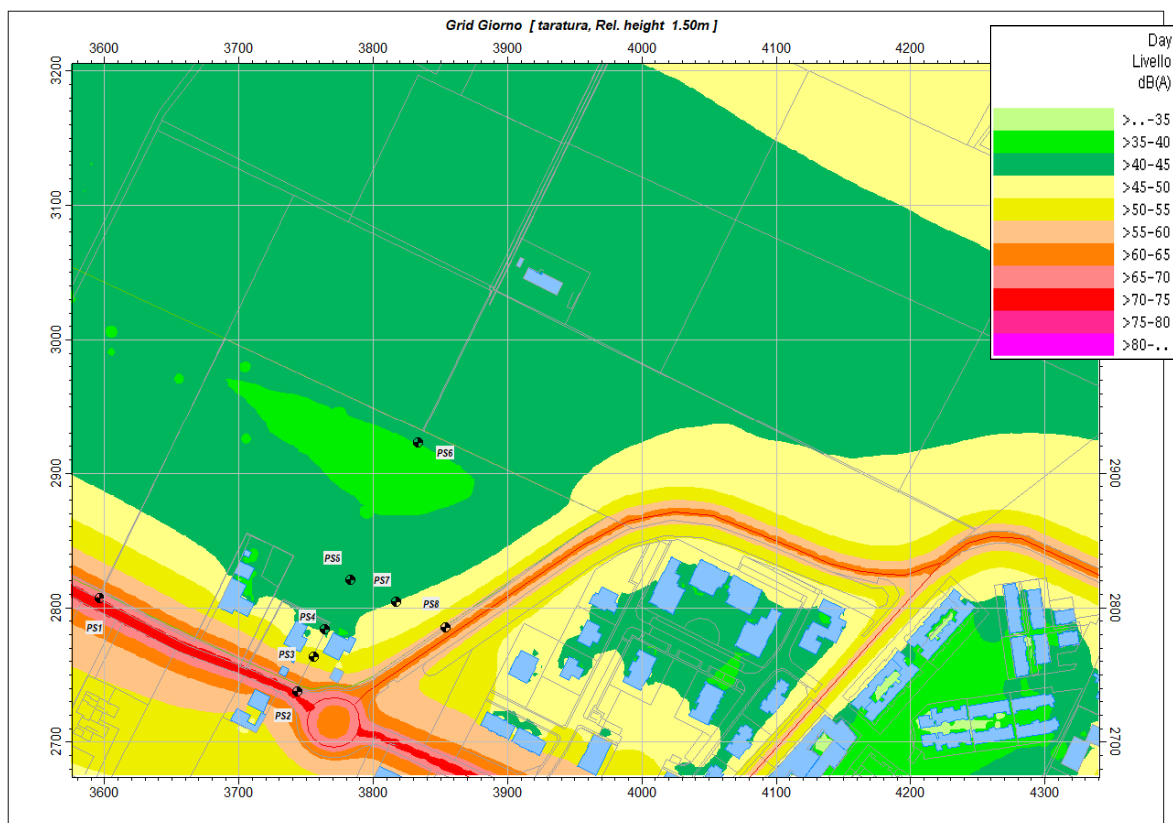 Grid Giorno [ taratura, Rel. height 1.50m ]
3600 3700 3800 3900 4000 4100 4200
Day
Livello
dB(A)
>..-35
>35-40
>40-45
>45-50
>50-55
>55-60
>60-65
>65-70
>70-75
>75-80
>80-..
3200
3100
3000
2900 2900
2800 2800
2700 2700
PS6
PS5
PS7
PS8
PS4
PS1
PS3
PS2
3600 3700 3800 3900 4000 4100 4200 4300